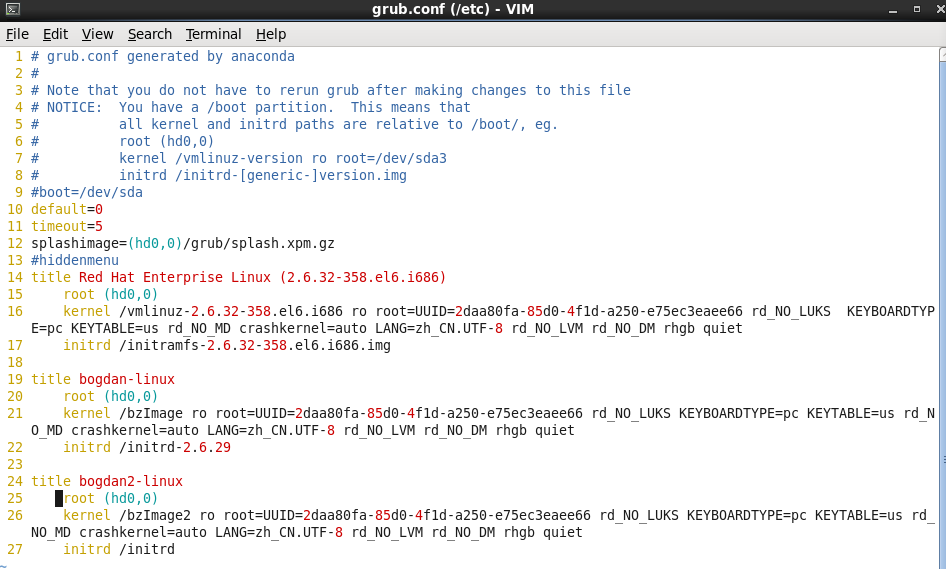 grub.conf (/etc) - VIM
File Edit View Search Terminal Help
1 # grub.conf generated by anaconda
2 #
3 # Note that you do not have to rerun grub after making changes to this file
4 # NOTICE:  You have a /boot partition.  This means that
5 #          all kernel and initrd paths are relative to /boot/, eg.
6 #          root (hd0,0)
7 #          kernel /vmlinuz-version ro root=/dev/sda3
8 #          initrd /initrd-[generic-]version.img
9 #boot=/dev/sda
10 default=0
11 timeout=5
12 splashimage=(hd0,0)/grub/splash.xpm.gz
13 #hiddenmenu
14 title Red Hat Enterprise Linux (2.6.32-358.el6.i686)
15     root (hd0,0)
16     kernel /vmlinuz-2.6.32-358.el6.i686 ro root=UUID=2daa80fa-85d0-4f1d-a250-e75ec3eaee66 rd_NO_LUKS  KEYBOARDTYP
E=pc KEYTABLE=us rd_NO_MD crashkernel=auto LANG=zh_CN.UTF-8 rd_NO_LVM rd_NO_DM rhgb quiet
17     initrd /initramfs-2.6.32-358.el6.i686.img
18
19 title bogdan-linux
20     root (hd0,0)
21     kernel /bzImage ro root=UUID=2daa80fa-85d0-4f1d-a250-e75ec3eaee66 rd_NO_LUKS KEYBOARDTYPE=pc KEYTABLE=us rd_N
O_MD crashkernel=auto LANG=zh_CN.UTF-8 rd_NO_LVM rd_NO_DM rhgb quiet
22     initrd /initrd-2.6.29
23
24 title bogdan2-linux
25     root (hd0,0)
26     kernel /bzImage2 ro root=UUID=2daa80fa-85d0-4f1d-a250-e75ec3eaee66 rd_NO_LUKS KEYBOARDTYPE=pc KEYTABLE=us rd_
NO_MD crashkernel=auto LANG=zh_CN.UTF-8 rd_NO_LVM rd_NO_DM rhgb quiet
27     initrd /initrd
~